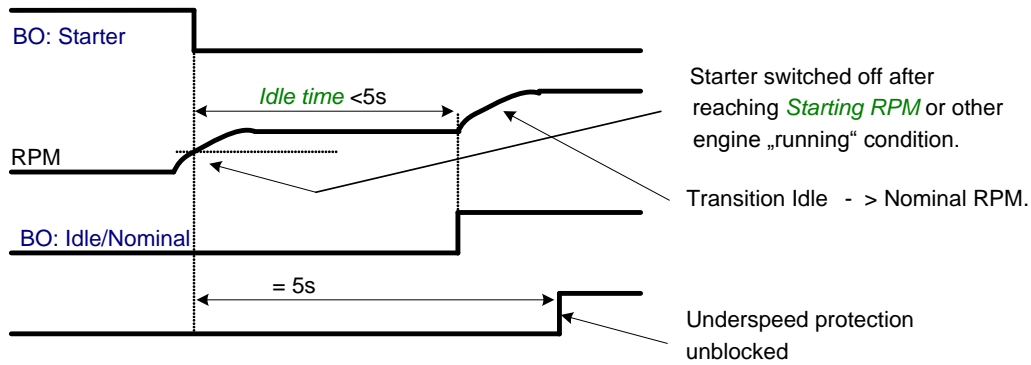 BO: Starter
Idle time <5s
RPM
BO: Idle/Nominal
= 5s
Starter switched off after
reaching Starting RPM or other
engine „running“ condition.
Transition Idle - > Nominal RPM.
Underspeed protection
unblocked